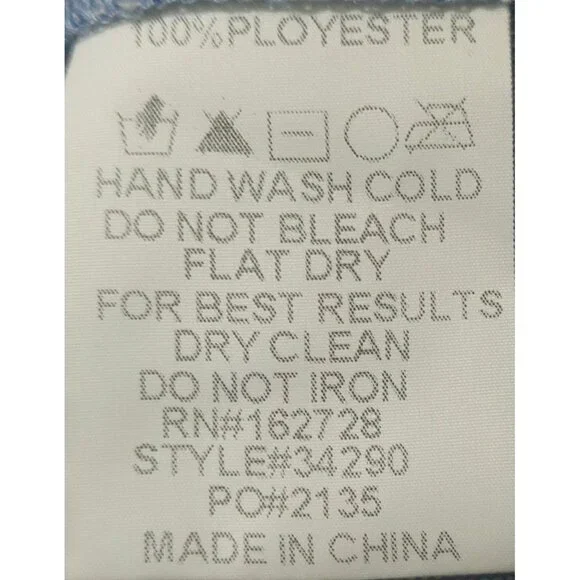 100%PLOYESTER
HAND WASH COLD
DO NOT BLEACH
FLAT DRY
FOR BEST RESULTS
DRY CLEAN
DO NOT IRON
RN#162728
STYLE#34290
PO#2135
MADE IN CHINA